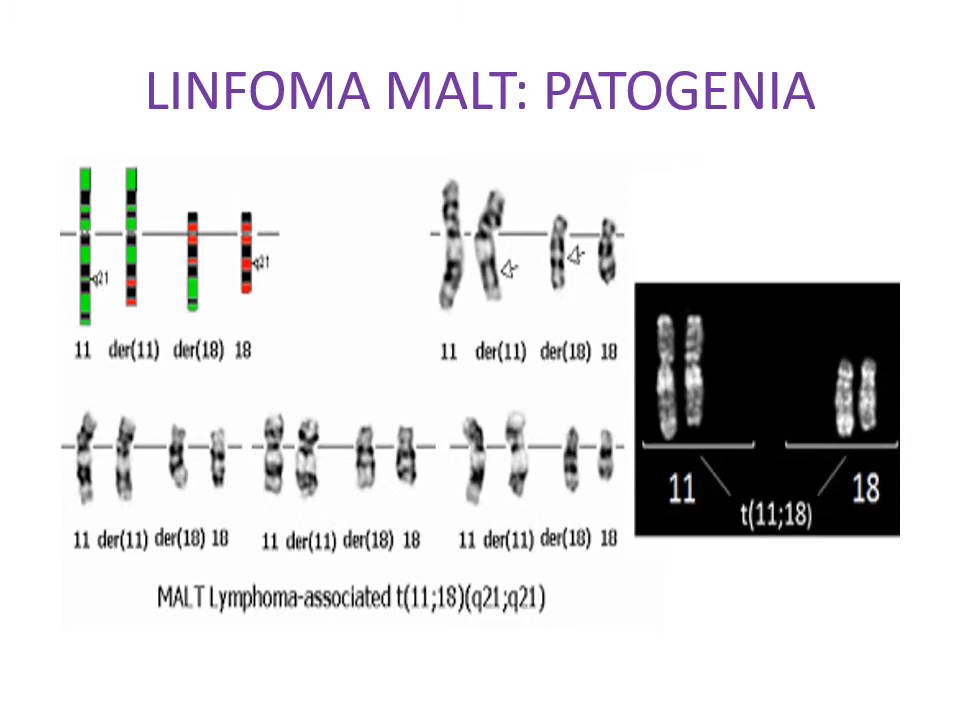 LINFOMA MALT: PATOGENIA
q21
q21
11 der(11) der(18) 18
11 der(11) der(18) 18
11 der(11) der(18) 18
11 der(11) der(18) 18
11 der(11) der(18) 18
MALT Lymphoma-associated t(11;18)(q21;q21)
11 18
t(11;18)